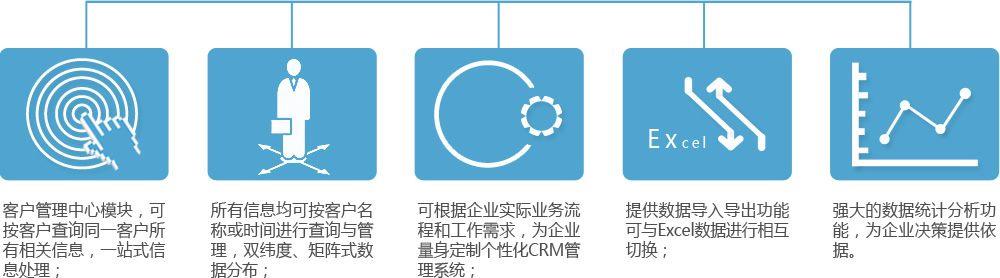 Excel
客户管理中心模块，可
按客户查询同一客户所
有相关信息，一站式信
息处理；
所有信息均可按客户名
称或时间进行查询与管
理，双纬度、矩阵式数
据分布；
可根据企业实际业务流
程和工作需求，为企业
量身定制个性化CRM管
理系统；
提供数据导入导出功能
可与Excel数据进行相互
切换；
强大的数据统计分析功
能，为企业决策提供依
据。